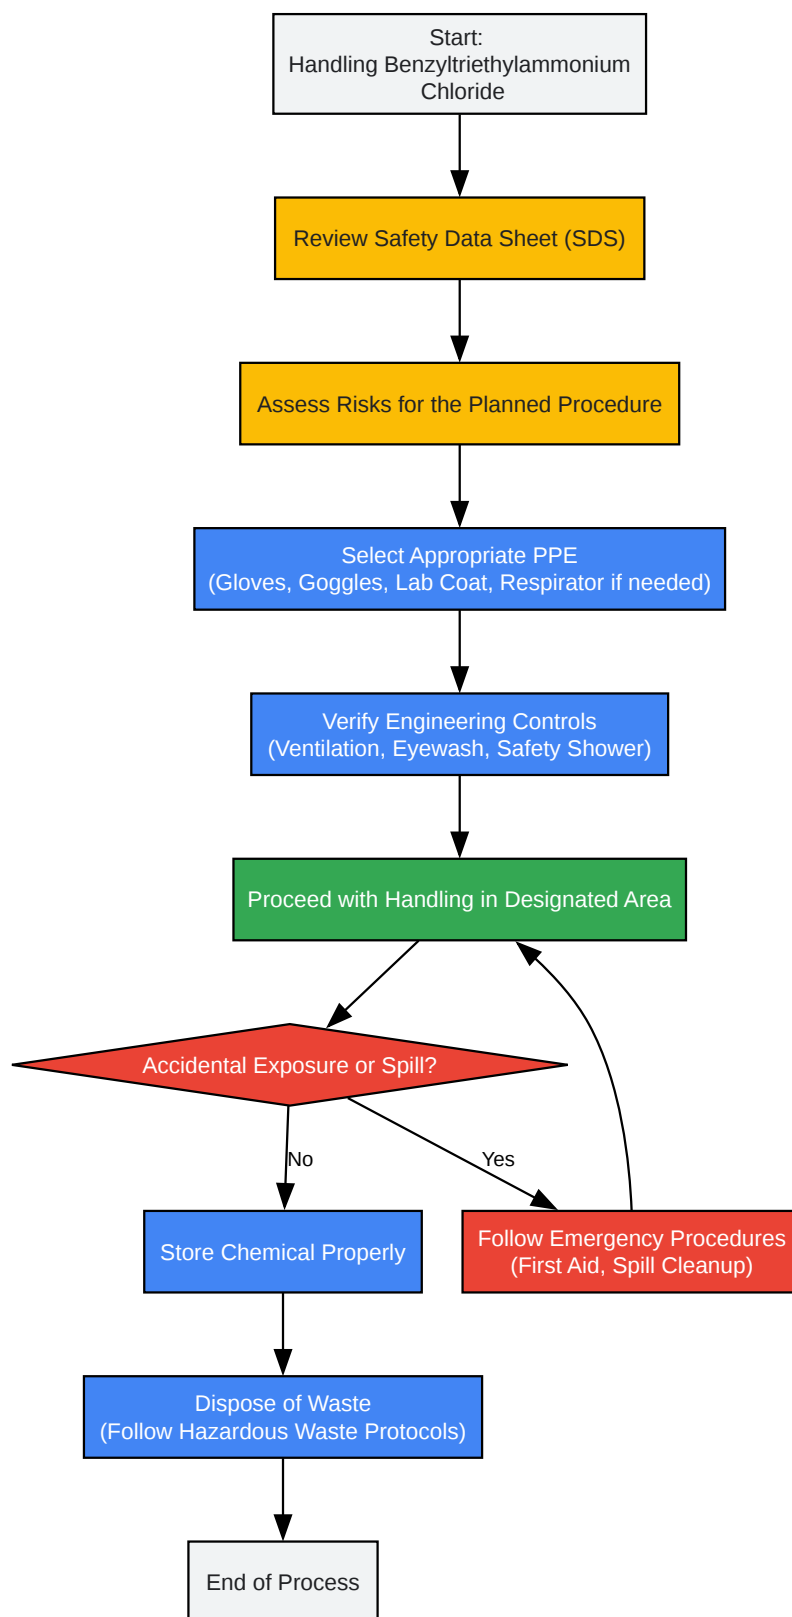 Start:
Handling Benzyltriethylammonium
Chloride
Review Safety Data Sheet (SDS)
Assess Risks for the Planned Procedure
Select Appropriate PPE
(Gloves, Goggles, Lab Coat, Respirator if needed)
Verify Engineering Controls
(Ventilation, Eyewash, Safety Shower)
Proceed with Handling in Designated Area
Accidental Exposure or Spill?
No
Yes
Store Chemical Properly
Follow Emergency Procedures
(First Aid, Spill Cleanup)
Dispose of Waste
(Follow Hazardous Waste Protocols)
End of Process